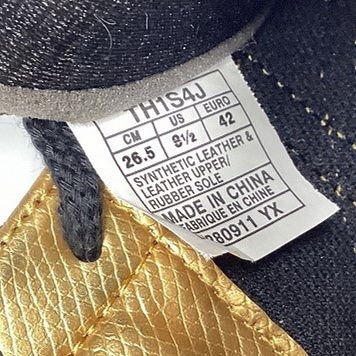 TH1S4J
CM US EURO
26.5 8½ 42
SYNTHETIC LEATHER &
LEATHER UPPER/
RUBBER SOLE
MADE IN CHINA
FABRIQUE EN CHINE
280911 YX